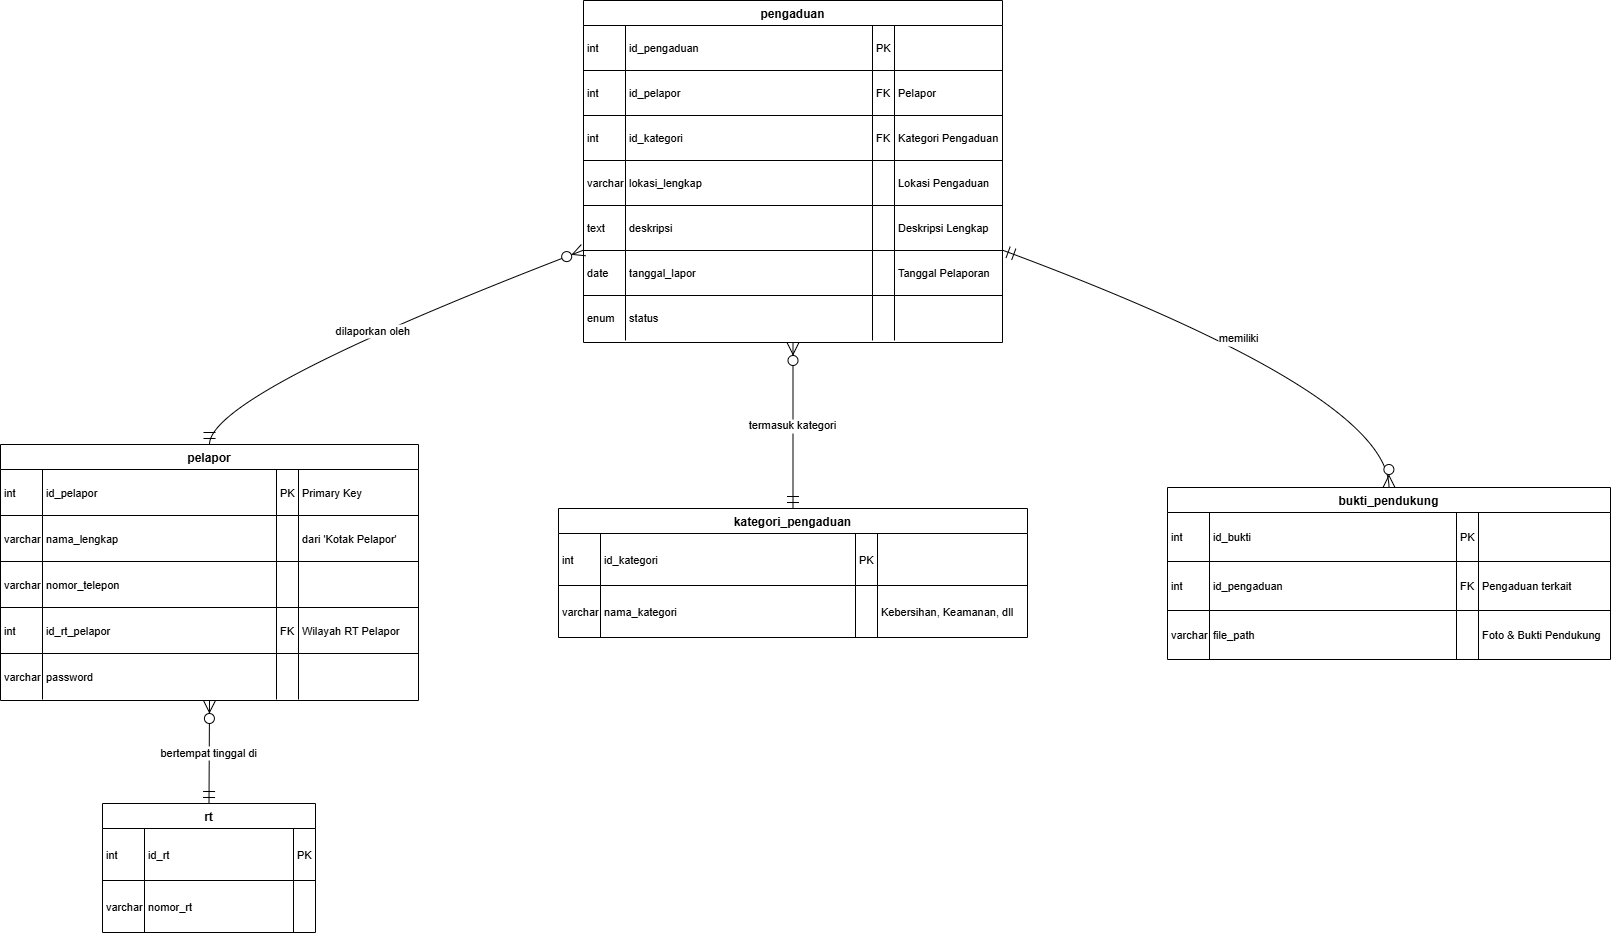 pengaduan
int id_pengaduan PK
int id_pelapor FK Pelapor
int id_kategori FK Kategori Pengaduan
varchar lokasi_lengkap Lokasi Pengaduan
text deskripsi Deskripsi Lengkap
date tanggal_lapor Tanggal Pelaporan
enum status
dilaporkan oleh
memiliki
termasuk kategori
pelapor
int id_pelapor PK Primary Key
varchar nama_lengkap dari 'Kotak Pelapor'
varchar nomor_telepon
int id_rt_pelapor FK Wilayah RT Pelapor
varchar password
kategori_pengaduan
int id_kategori PK
varchar nama_kategori Kebersihan, Keamanan, dll
bukti_pendukung
int id_bukti PK
int id_pengaduan FK Pengaduan terkait
varchar file_path Foto & Bukti Pendukung
bertempat tinggal di
rt
int id_rt PK
varchar nomor_rt